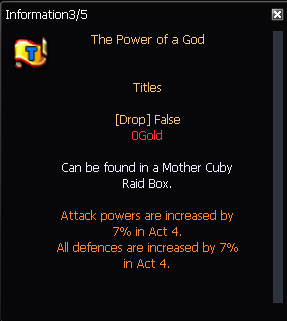 Information3/5
The Power of a God
T
Titles
[Drop] False
0Gold
Can be found in a Mother Cuby
Raid Box.
Attack powers are increased by
7% in Act 4.
All defences are increased by 7%
in Act 4.